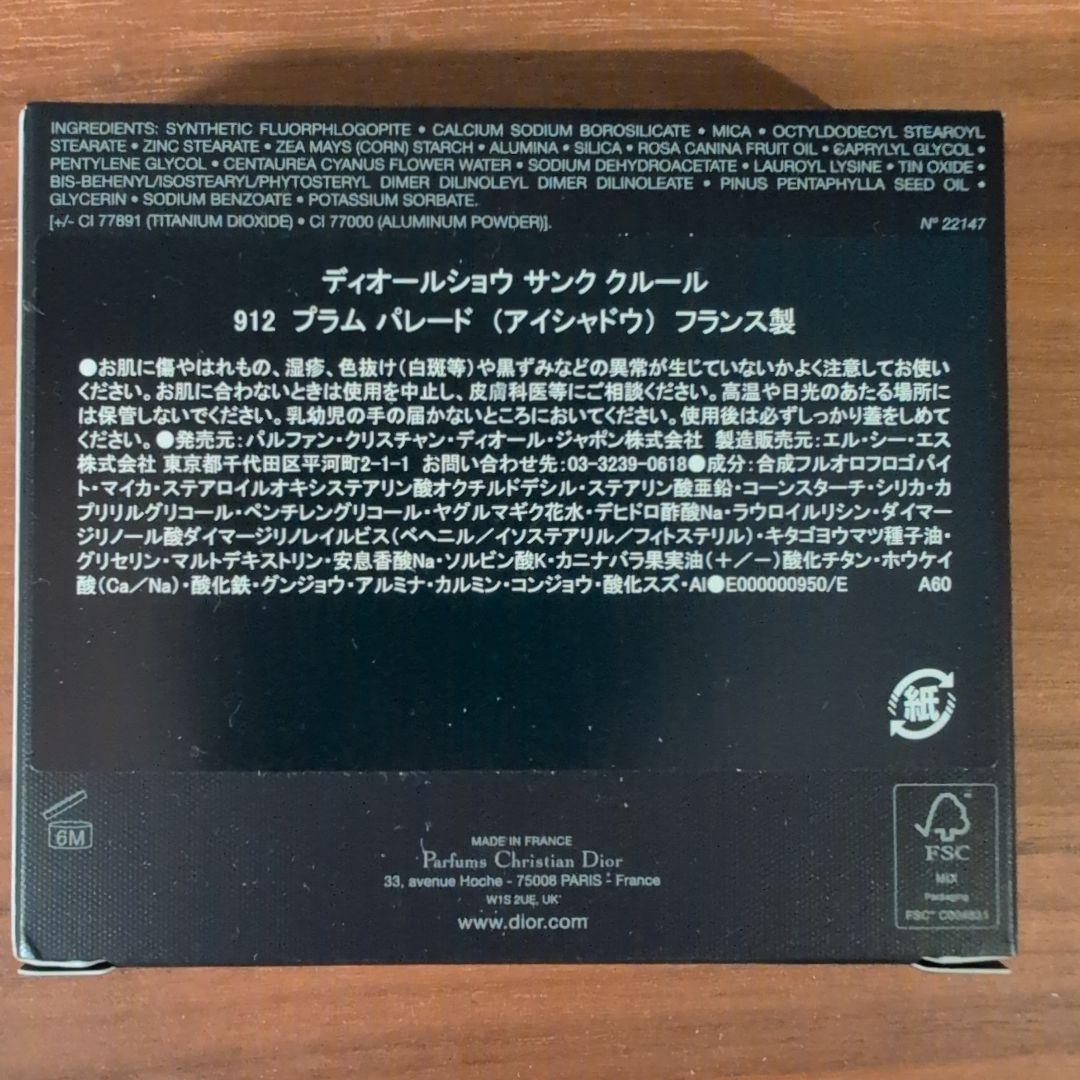 INGREDIENTS: SYNTHETIC FLUORPHLOGOPITE • CALCIUM SODIUM BOROSILICATE • MICA • OCTYLDODECYL STEAROYL
STEARATE • ZINC STEARATE • ZEA MAYS (CORN) STARCH • ALUMINA • SILICA • ROSA CANINA FRUIT OIL • CAPRYLYL GLYCOL •
PENTYLENE GLYCOL • CENTAUREA CYANUS FLOWER WATER • SODIUM DEHYDROACETATE • LAUROYL LYSINE • TIN OXIDE •
BIS-BEHENYL/ISOSTEARYL/PHYTOSTERYL DIMER DILINOLEYL DIMER DILINOLEATE • PINUS PENTAPHYLLA SEED OIL •
GLYCERIN • SODIUM BENZOATE • POTASSIUM SORBATE.
[+/- CI 77891 (TITANIUM DIOXIDE) • CI 77000 (ALUMINUM POWDER)]. N° 22147
ディオールショウ サンク クルール
912 プラム パレード（アイシャドウ）フランス製
●お肌に傷やはれもの、湿疹、色抜け(白斑等)や黒ずみなどの異常が生じていないかよく注意してお使い
ください。お肌に合わないときは使用を中止し、皮膚科医等にご相談ください。高温や日光のあたる場所に
は保管しないでください。乳幼児の手の届かないところにおいてください。使用後は必ずしっかり蓋をしめて
ください。●発売元:パルファン・クリスチャン・ディオール・ジャポン株式会社 製造販売元:エル・シー・エス
株式会社 東京都千代田区平河町2-1-1 お問い合わせ先:03-3239-0618●成分:合成フルオロフロゴパイ
ト・マイカ・ステアロイルオキシステアリン酸オクチルドデシル・ステアリン酸亜鉛・コーンスターチ・シリカ・カ
プリリルグリコール・ペンチレングリコール・ヤグルマギク花水・デヒドロ酢酸Na・ラウロイルリシン・ダイマー
ジリノール酸ダイマージリノレイルビス(ベヘニル／イソステアリル／フィトステリル)・キタゴヨウマツ種子油・
グリセリン・マルトデキストリン・安息香酸Na・ソルビン酸K・カニナバラ果実油(＋／－)酸化チタン・ホウケイ
酸(Ca／Na)・酸化鉄・グンジョウ・アルミナ・カルミン・コンジョウ・酸化スズ・Al●E000000950/E A60
紙
6M
MADE IN FRANCE
Parfums Christian Dior
33, avenue Hoche - 75008 PARIS - France
W1S 2UE, UK
www.dior.com
FSC
MIX
Packaging